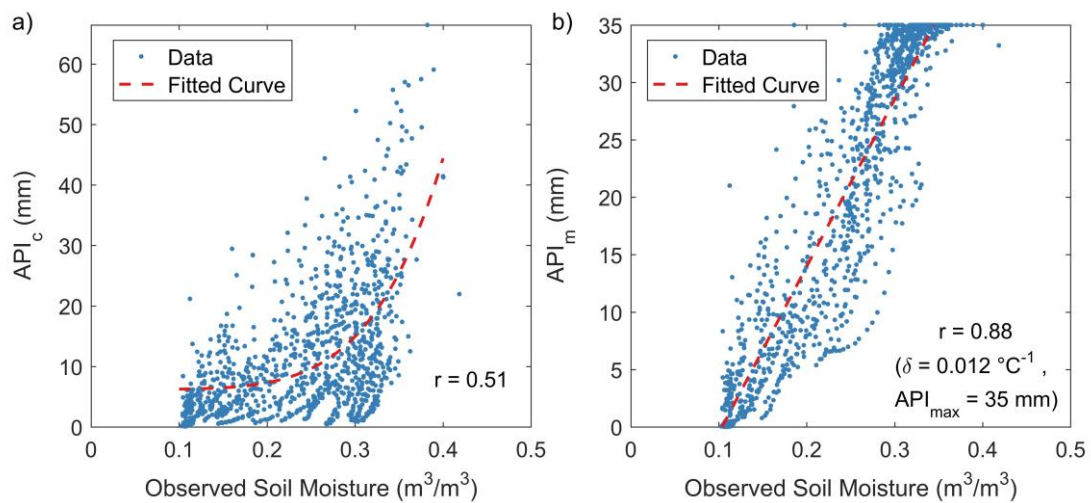 a)
Data
Fitted Curve
60
50
40
30
20
10
0
API_c (mm)
r = 0.51
0 0.1 0.2 0.3 0.4 0.5
Observed Soil Moisture (m³/m³)
b)
Data
Fitted Curve
35
30
25
20
15
10
5
0
API_m (mm)
r = 0.88
(δ = 0.012 °C⁻¹ ,
API_max = 35 mm)
0 0.1 0.2 0.3 0.4 0.5
Observed Soil Moisture (m³/m³)